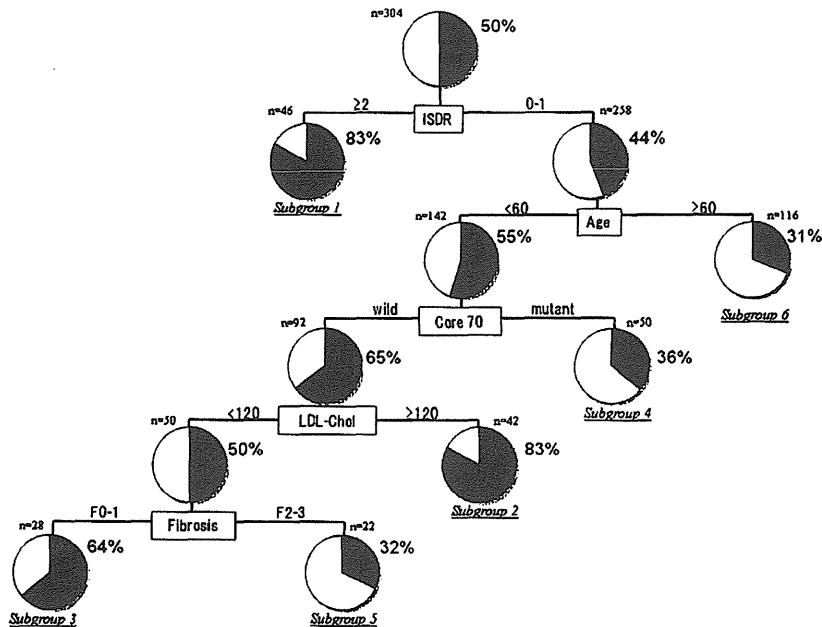 n=304
50%
ISDR
≥2
0-1
n=46
83%
Subgroup 1
n=258
44%
Age
<60
>60
n=142
55%
n=116
31%
Subgroup 6
Core 70
wild
mutant
n=92
65%
n=50
36%
Subgroup 4
LDL-Chol
<120
>120
n=50
50%
n=42
83%
Subgroup 2
Fibrosis
F0-1
F2-3
n=28
64%
Subgroup 3
n=22
32%
Subgroup 5